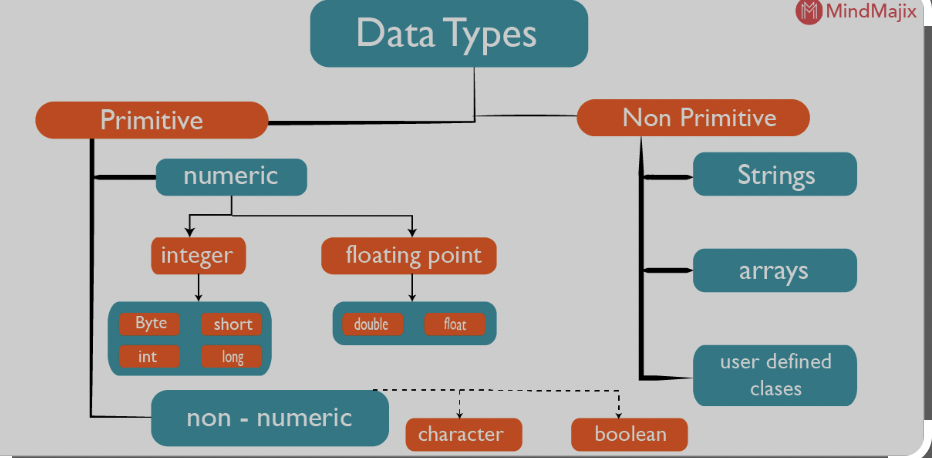 MindMajix
Data Types
Primitive
Non Primitive
numeric
Strings
integer
floating point
arrays
Byte
short
double
float
int
long
user defined
clases
non - numeric
character
boolean